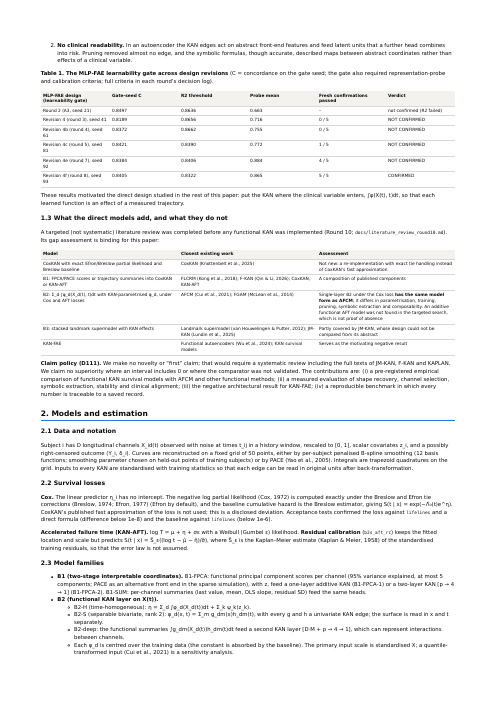 2. No clinical readability. In an autoencoder the KAN edges act on abstract front-end features and feed latent units that a further head combines
into risk. Pruning removed almost no edge, and the symbolic formulas, though accurate, described maps between abstract coordinates rather than
effects of a clinical variable.
Table 1. The MLP-FAE learnability gate across design revisions (C = concordance on the gate seed; the gate also required representation-probe
and calibration criteria; full criteria in each round's decision log).
MLP-FAE design (learnability gate) Gate-seed C R2 threshold Probe mean Fresh confirmations passed Verdict
Round 2 (A3, seed 21) 0.8497 0.8636 0.663 – not confirmed (R2 failed)
Revision 4 (round 3), seed 41 0.8189 0.8656 0.716 0 / 5 NOT CONFIRMED
Revision 4b (round 4), seed 61 0.8372 0.8662 0.755 0 / 5 NOT CONFIRMED
Revision 4c (round 5), seed 81 0.8421 0.8390 0.772 1 / 5 NOT CONFIRMED
Revision 4e (round 7), seed 92 0.8384 0.8406 0.884 4 / 5 NOT CONFIRMED
Revision 4f (round 8), seed 93 0.8405 0.8322 0.865 5 / 5 CONFIRMED
These results motivated the direct design studied in the rest of this paper: put the KAN where the clinical variable enters, ∫φ(X(t), t)dt, so that each
learned function is an effect of a measured trajectory.
1.3 What the direct models add, and what they do not
A targeted (not systematic) literature review was completed before any functional KAN was implemented (Round 10; docs/literature_review_round10.md).
Its gap assessment is binding for this paper:
Model Closest existing work Assessment
CoxKAN with exact Efron/Breslow partial likelihood and Breslow baseline CoxKAN (Knottenbelt et al., 2025) Not new: a re-implementation with exact tie handling instead of CoxKAN's fast approximation
B1: FPCA/PACE scores or trajectory summaries into CoxKAN or KAN-AFT FLCRM (Kong et al., 2018); F-KAN (Qin & Li, 2026); CoxKAN, KAN-AFT A composition of published components
B2: Σ_d ∫φ_d(X_d(t), t)dt with KAN-parametrised φ_d, under Cox and AFT losses AFCM (Cui et al., 2021); FGAM (McLean et al., 2014) Single-layer B2 under the Cox loss has the same model form as AFCM; it differs in parametrisation, training, pruning, symbolic extraction and composability. An additive functional AFT model was not found in the targeted search, which is not proof of absence
B3: stacked landmark supermodel with KAN effects Landmark supermodels (van Houwelingen & Putter, 2012); JM-KAN (Lundin et al., 2025) Partly covered by JM-KAN, whose design could not be compared from its abstract
KAN-FAE Functional autoencoders (Wu et al., 2024); KAN survival models Serves as the motivating negative result
Claim policy (D111). We make no novelty or "first" claim; that would require a systematic review including the full texts of JM-KAN, F-KAN and KAPLAN.
We claim no superiority where an interval includes 0 or where the comparator was not validated. The contributions are: (i) a pre-registered empirical
comparison of functional KAN survival models with AFCM and other functional methods; (ii) a measured evaluation of shape recovery, channel selection,
symbolic extraction, stability and clinical alignment; (iii) the negative architectural result for KAN-FAE; (iv) a reproducible benchmark in which every
number is traceable to a saved record.
2. Models and estimation
2.1 Data and notation
Subject i has D longitudinal channels X_id(t) observed with noise at times t_ij in a history window, rescaled to [0, 1], scalar covariates z_i, and a possibly
right-censored outcome (Y_i, δ_i). Curves are reconstructed on a fixed grid of 50 points, either by per-subject penalised B-spline smoothing (12 basis
functions; smoothing parameter chosen on held-out points of training subjects) or by PACE (Yao et al., 2005). Integrals are trapezoid quadratures on the
grid. Inputs to every KAN are standardised with training statistics so that each edge can be read in original units after back-transformation.
2.2 Survival losses
Cox. The linear predictor η_i has no intercept. The negative log partial likelihood (Cox, 1972) is computed exactly under the Breslow and Efron tie
corrections (Breslow, 1974; Efron, 1977) (Efron by default), and the baseline cumulative hazard is the Breslow estimator, giving S(t | x) = exp(−Λ₀(t)e^η).
CoxKAN's published fast approximation of the loss is not used; this is a disclosed deviation. Acceptance tests confirmed the loss against lifelines and a
direct formula (difference below 1e-8) and the baseline against lifelines (below 1e-6).
Accelerated failure time (KAN-AFT). log T = μ + η + σε with a Weibull (Gumbel ε) likelihood. Residual calibration (b2s_aft_rc) keeps the fitted
location and scale but predicts S(t | x) = Ŝ_ε((log t − μ̂ − η̂)/σ̂), where Ŝ_ε is the Kaplan–Meier estimate (Kaplan & Meier, 1958) of the standardised
training residuals, so that the error law is not assumed.
2.3 Model families
• B1 (two-stage interpretable coordinates). B1-FPCA: functional principal component scores per channel (95% variance explained, at most 5
components; PACE as an alternative front end in the sparse simulation), with z, feed a one-layer additive KAN (B1-FPCA-1) or a two-layer KAN [p → 4
→ 1] (B1-FPCA-2). B1-SUM: per-channel summaries (last value, mean, OLS slope, residual SD) feed the same heads.
• B2 (functional KAN layer on X(t)).
◦ B2-H (time-homogeneous): η = Σ_d ∫φ_d(X_d(t))dt + Σ_k ψ_k(z_k).
◦ B2-S (separable bivariate, rank 2): φ_d(x, t) = Σ_m g_dm(x)h_dm(t), with every g and h a univariate KAN edge; the surface is read in x and t
separately.
◦ B2-deep: the functional summaries ∫g_dm(X_d(t))h_dm(t)dt feed a second KAN layer [D·M + p → 4 → 1], which can represent interactions
between channels.
◦ Each φ_d is centred over the training data (the constant is absorbed by the baseline). The primary input scale is standardised X; a quantile-
transformed input (Cui et al., 2021) is a sensitivity analysis.